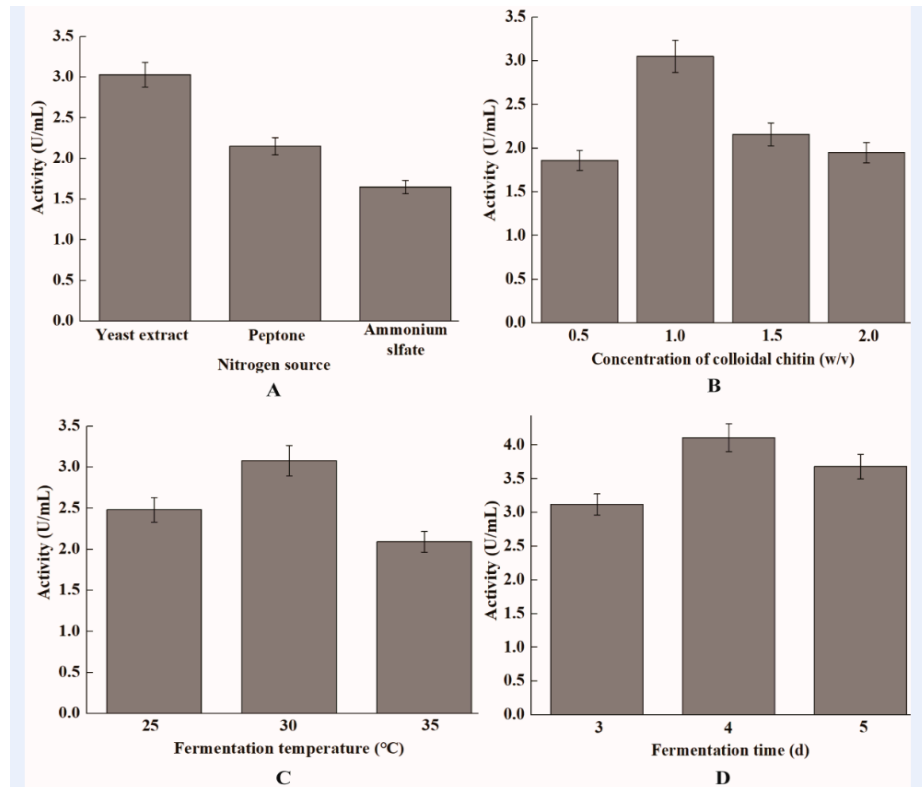 3.5
3.0
2.5
2.0
1.5
1.0
0.5
0.0
Activity (U/mL)
Yeast extract Peptone Ammonium
slfate
Nitrogen source
A
3.5
3.0
2.5
2.0
1.5
1.0
0.5
0.0
Activity (U/mL)
0.5 1.0 1.5 2.0
Concentration of colloidal chitin (w/v)
B
3.5
3.0
2.5
2.0
1.5
1.0
0.5
0.0
Activity (U/mL)
25 30 35
Fermentation temperature (°C)
C
4.0
3.5
3.0
2.5
2.0
1.5
1.0
0.5
0.0
Activity (U/mL)
3 4 5
Fermentation time (d)
D